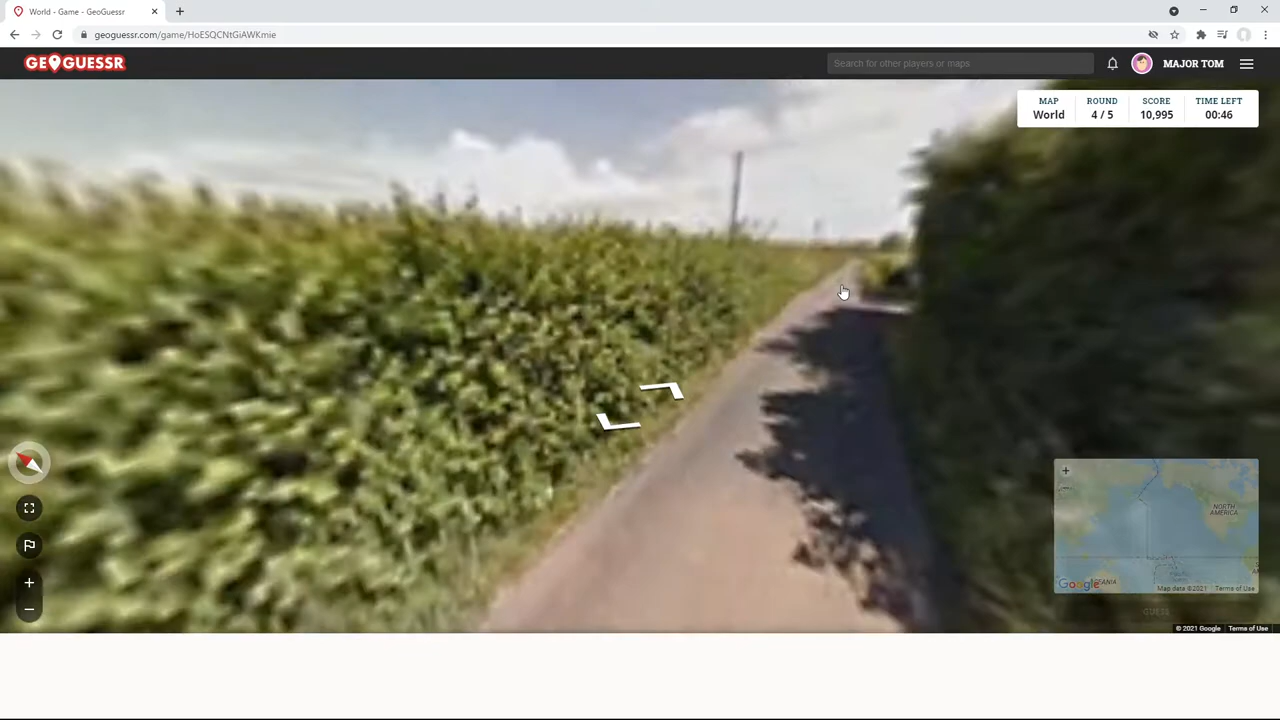 World - Game - GeoGuessr
geoguessr.com/game/HoESQCNtGiAWKmie
GEOGUESSR
Search for other players or maps
MAJOR TOM
MAP ROUND SCORE TIME LEFT
World 4 / 5 10,995 00:46
NORTH
AMERICA
Google
Map data ©2021 Terms of Use
GUESS
© 2021 Google Terms of Use